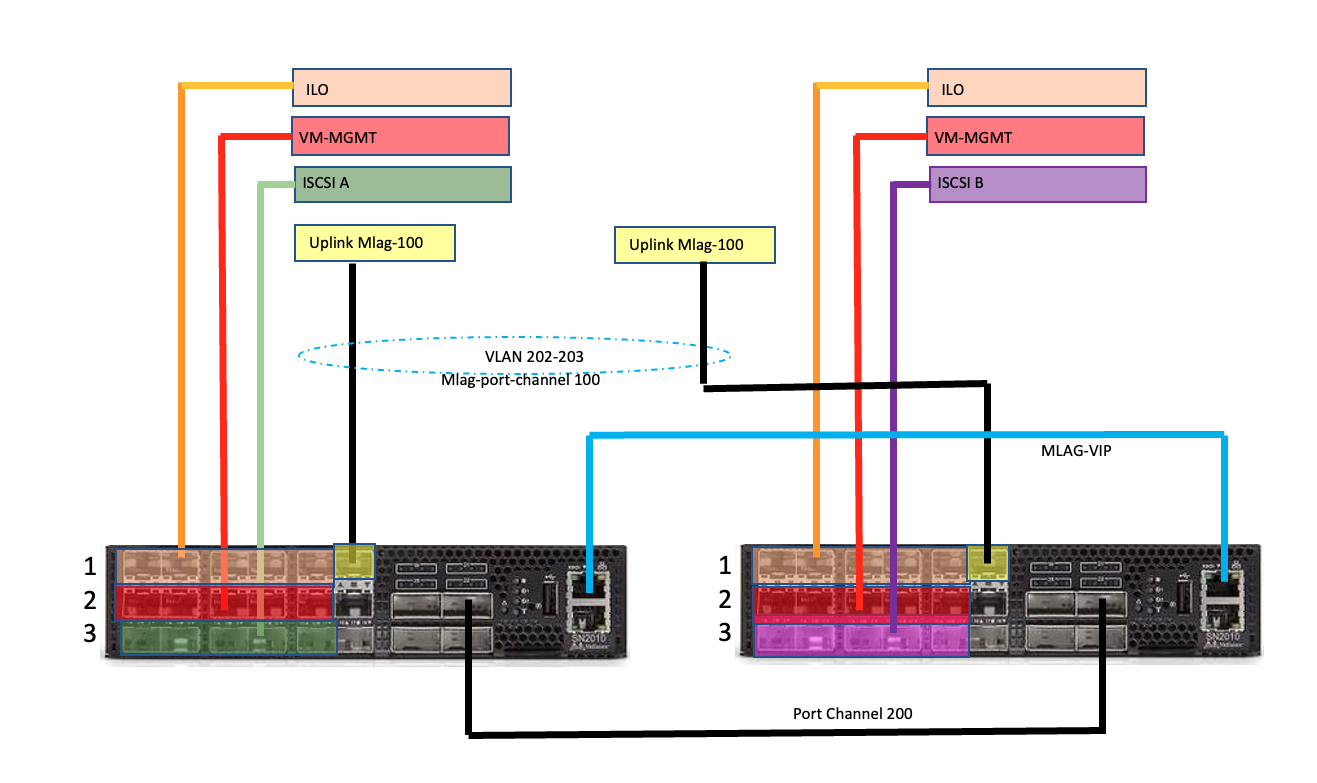 ILO
VM-MGMT
ISCSI A
Uplink Mlag-100
Uplink Mlag-100
ILO
VM-MGMT
ISCSI B
VLAN 202-203
Mlag-port-channel 100
MLAG-VIP
1
2
3
SN2010
1
2
3
SN2010
Port Channel 200